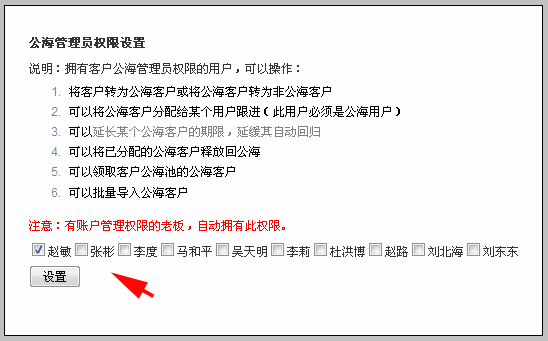 公海管理员权限设置
说明：拥有客户公海管理员权限的用户，可以操作：
1. 将客户转为公海客户或将公海客户转为非公海客户
2. 可以将公海客户分配给某个用户跟进（此用户必须是公海用户）
3. 可以延长某个公海客户的期限，延缓其自动回归
4. 可以将已分配的公海客户释放回公海
5. 可以领取客户公海池的公海客户
6. 可以批量导入公海客户
注意：有账户管理权限的老板，自动拥有此权限。
赵敏 张彬 李度 马和平 吴天明 李莉 杜洪博 赵路 刘北海 刘东东
设置